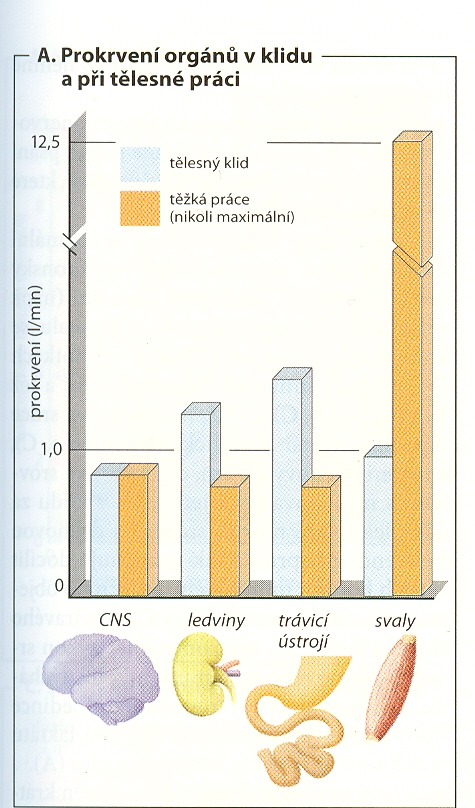 A. Prokrvení orgánů v klidu
a při tělesné práci
12,5
tělesný klid
těžká práce
(nikoli maximální)
prokrvení (l/min)
1,0
0
CNS
ledviny
trávicí
ústrojí
svaly